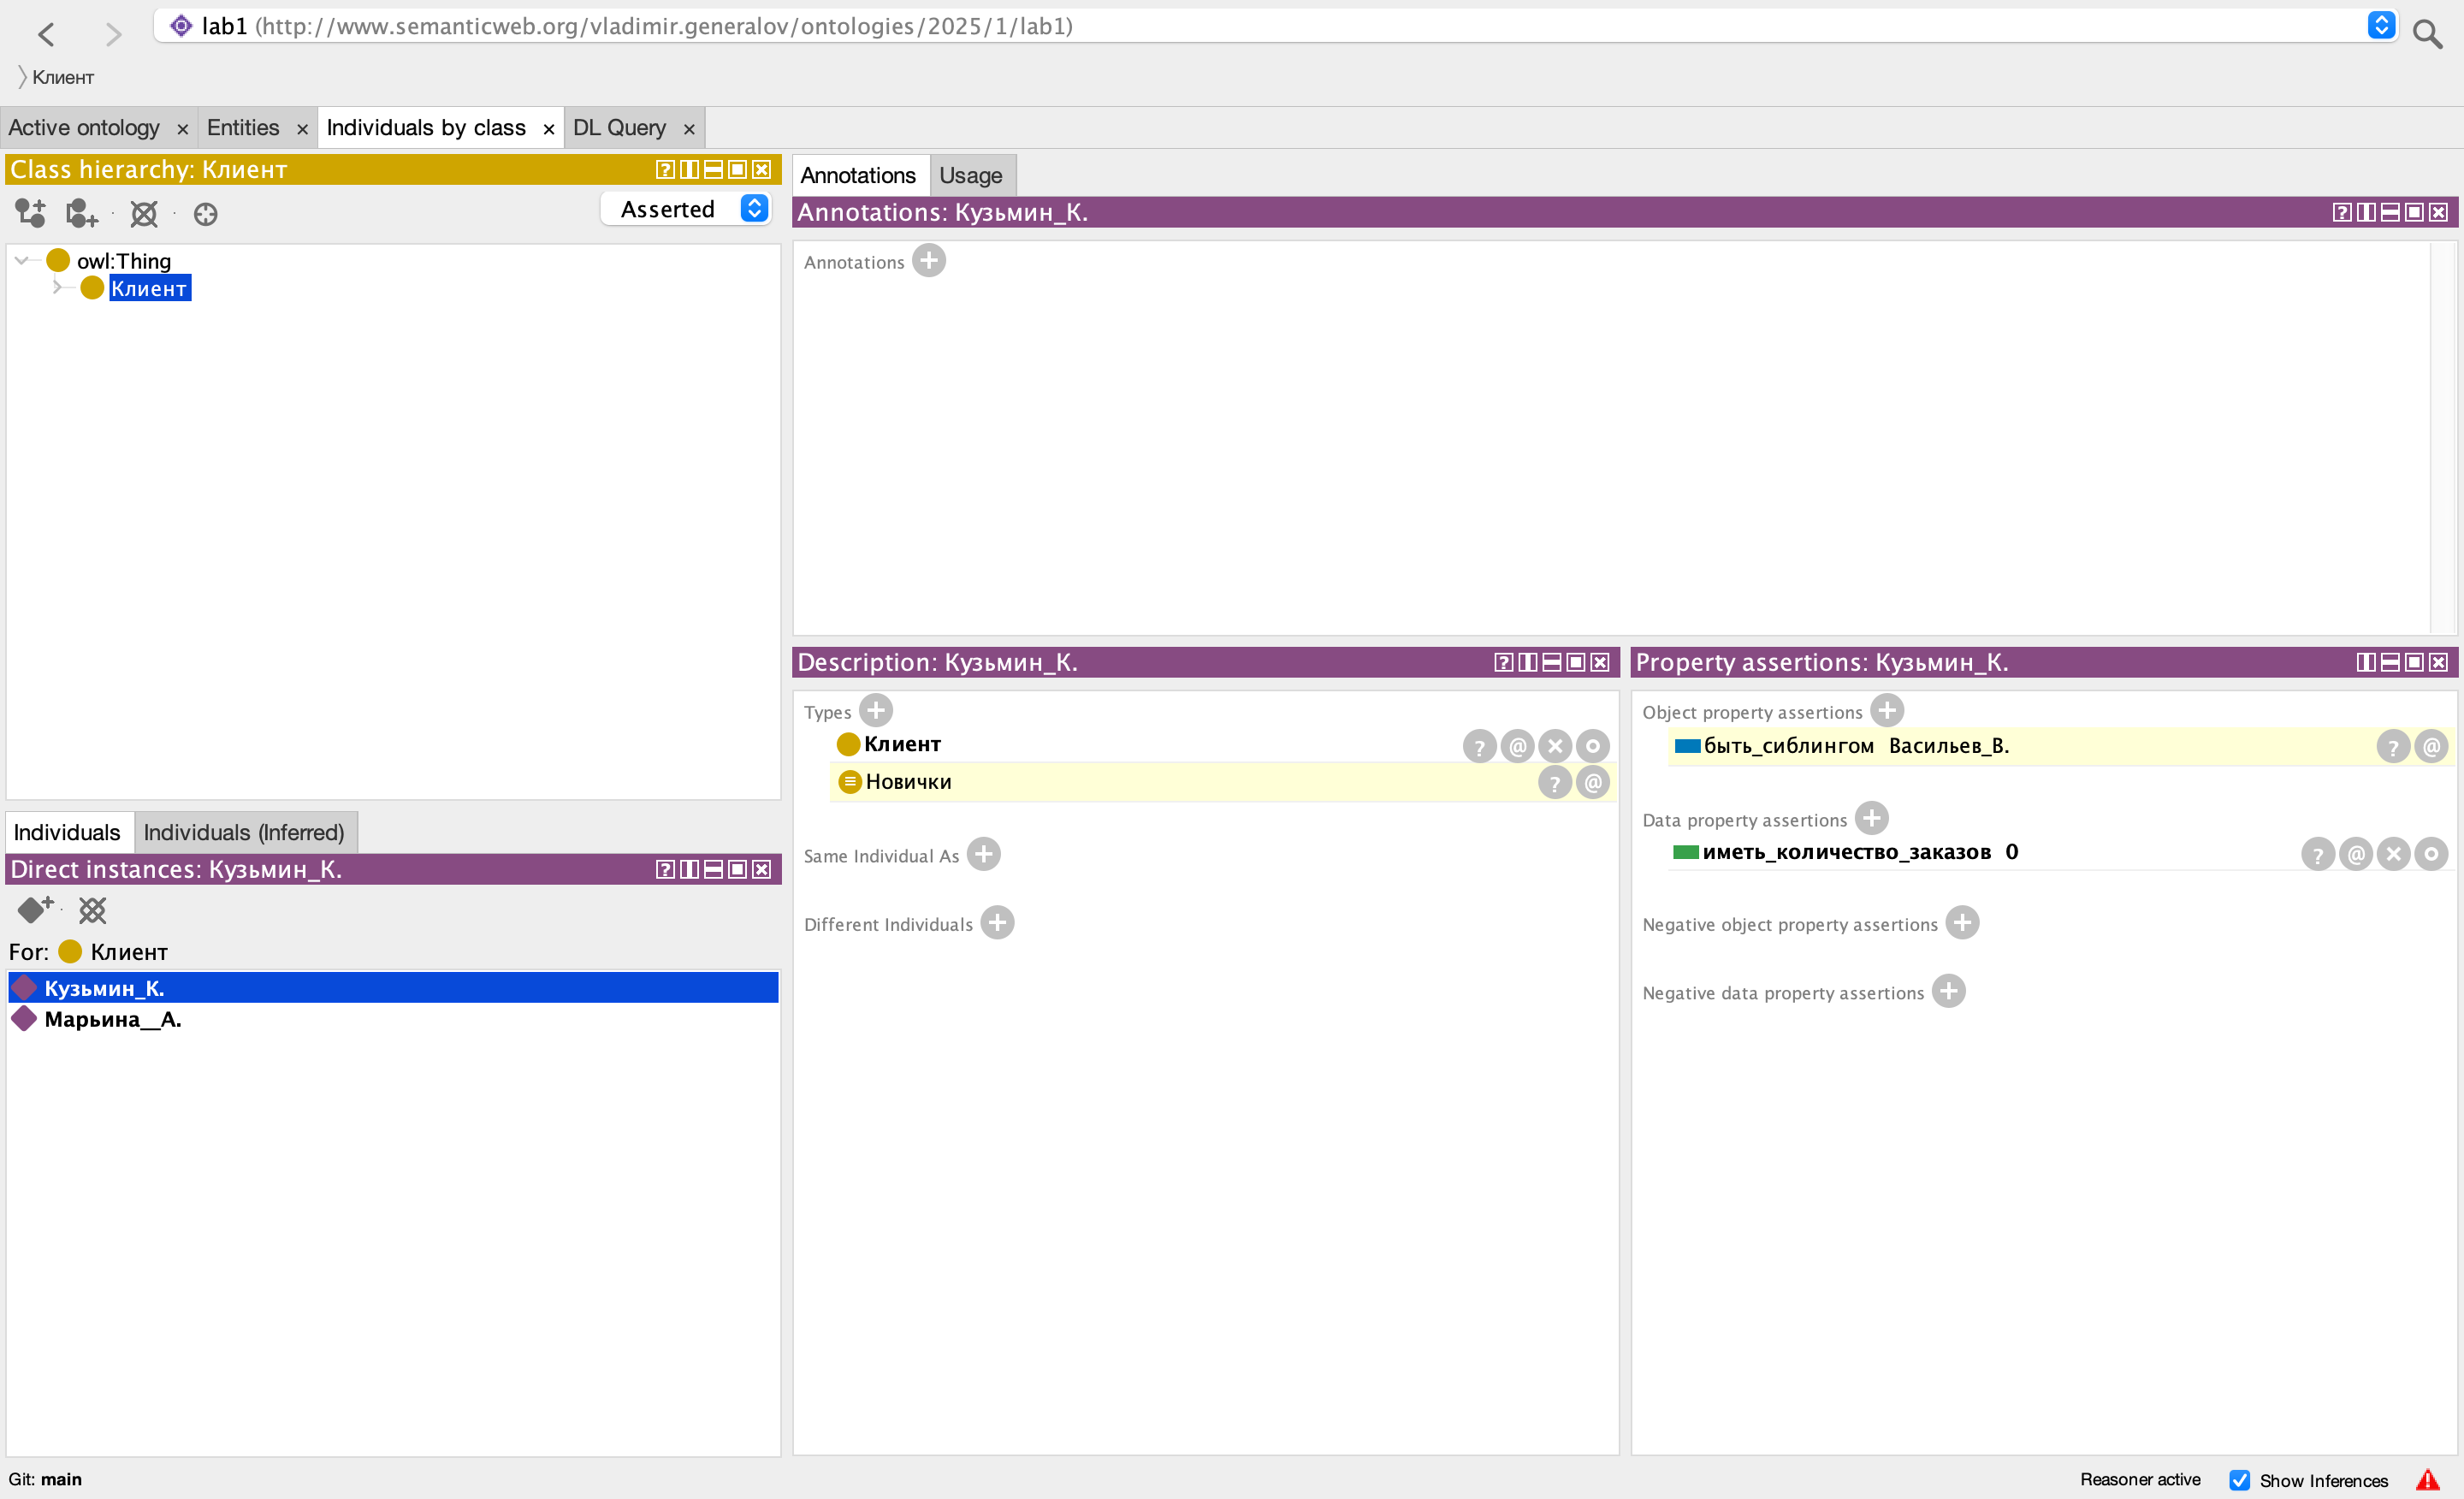 lab1 (http://www.semanticweb.org/vladimir.generalov/ontologies/2025/1/lab1)
Клиент
Active ontology × Entities × Individuals by class × DL Query ×
Class hierarchy: Клиент
Asserted
owl:Thing
Клиент
Annotations Usage
Annotations: Кузьмин_К.
Annotations
Individuals Individuals (Inferred)
Direct instances: Кузьмин_К.
For: Клиент
Кузьмин_К.
Марьина__А.
Description: Кузьмин_К.
Types
Клиент
Новички
Same Individual As
Different Individuals
Property assertions: Кузьмин_К.
Object property assertions
быть_сиблингом Васильев_В.
Data property assertions
иметь_количество_заказов 0
Negative object property assertions
Negative data property assertions
Git: main
Reasoner active Show Inferences